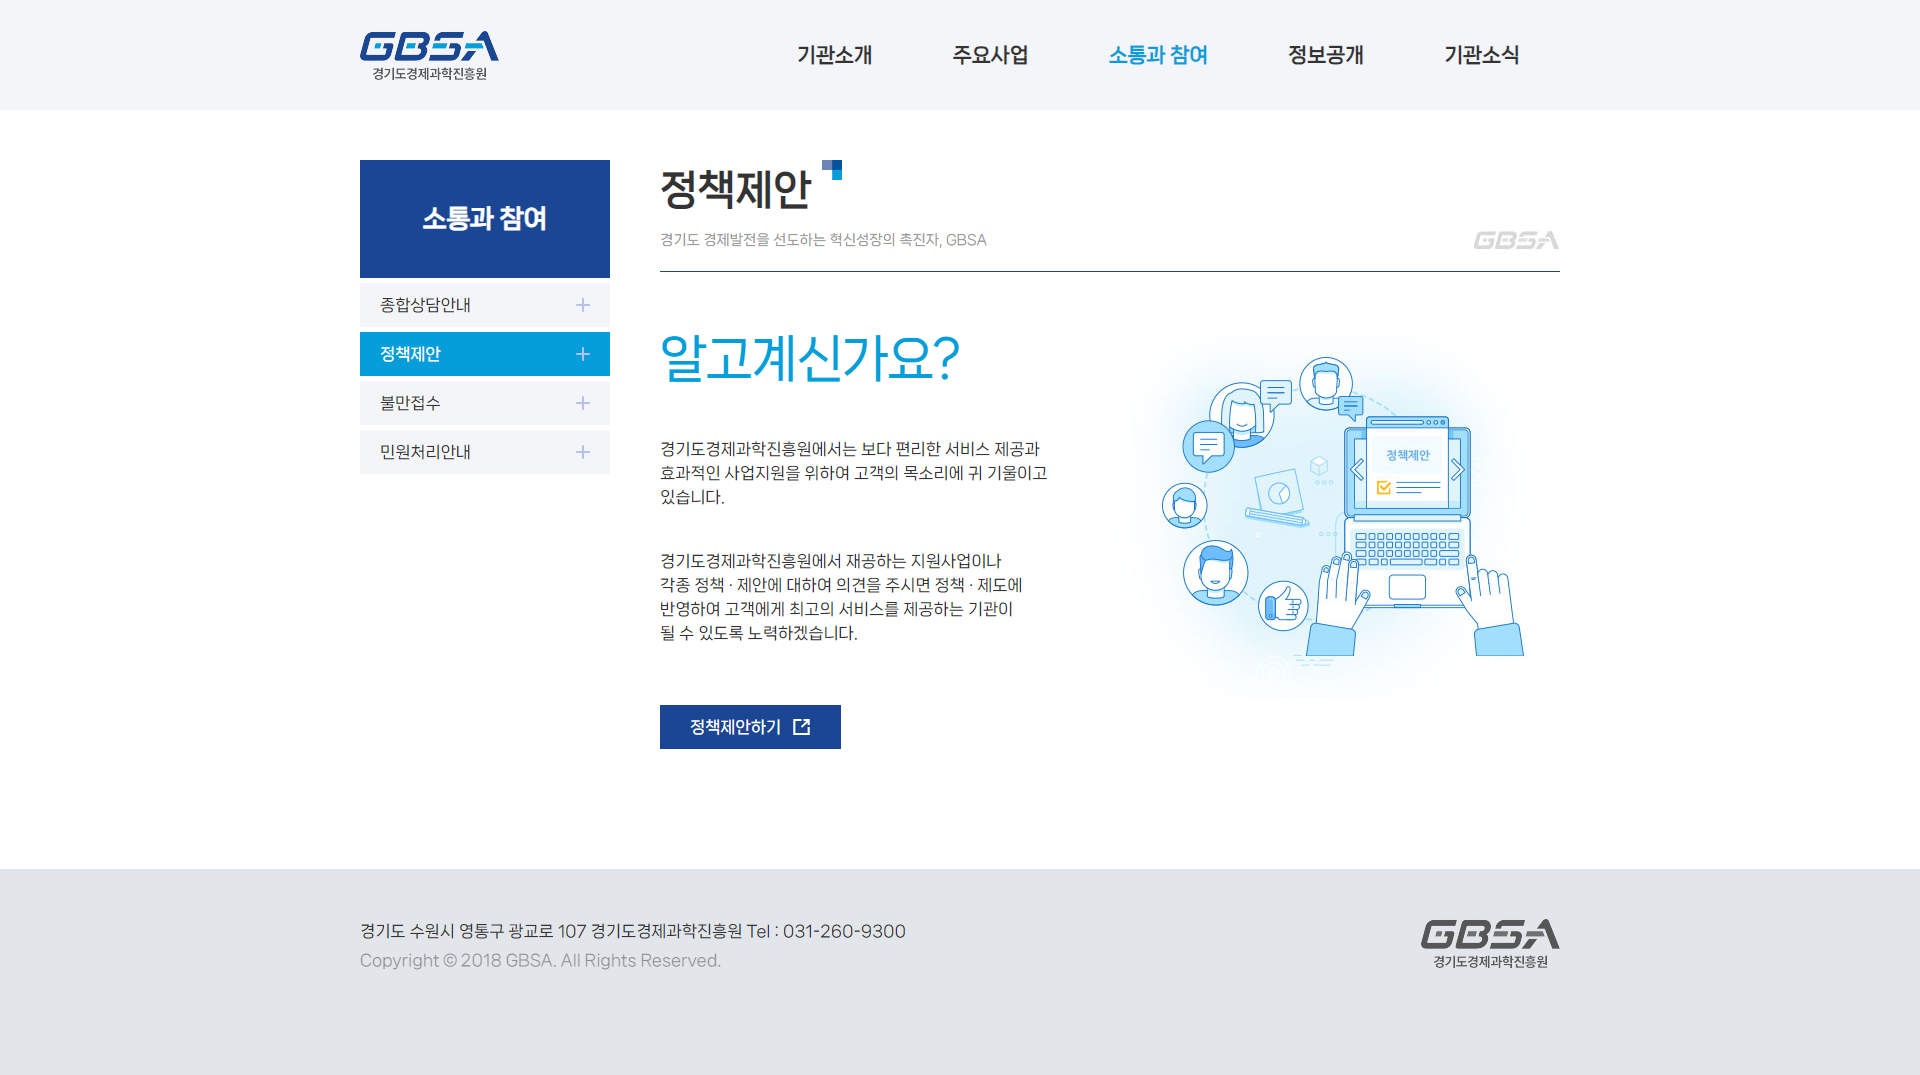 GBSA
경기도경제과학진흥원
기관소개
주요사업
소통과 참여
정보공개
기관소식
소통과 참여
종합상담안내
정책제안
불만접수
민원처리안내
정책제안
경기도 경제발전을 선도하는 혁신성장의 촉진자, GBSA
GBSA
알고계신가요?
경기도경제과학진흥원에서는 보다 편리한 서비스 제공과
효과적인 사업지원을 위하여 고객의 목소리에 귀 기울이고
있습니다.
경기도경제과학진흥원에서 재공하는 지원사업이나
각종 정책 · 제안에 대하여 의견을 주시면 정책 · 제도에
반영하여 고객에게 최고의 서비스를 제공하는 기관이
될 수 있도록 노력하겠습니다.
정책제안하기
정책제안
경기도 수원시 영통구 광교로 107 경기도경제과학진흥원 Tel : 031-260-9300
Copyright © 2018 GBSA. All Rights Reserved.
GBSA
경기도경제과학진흥원